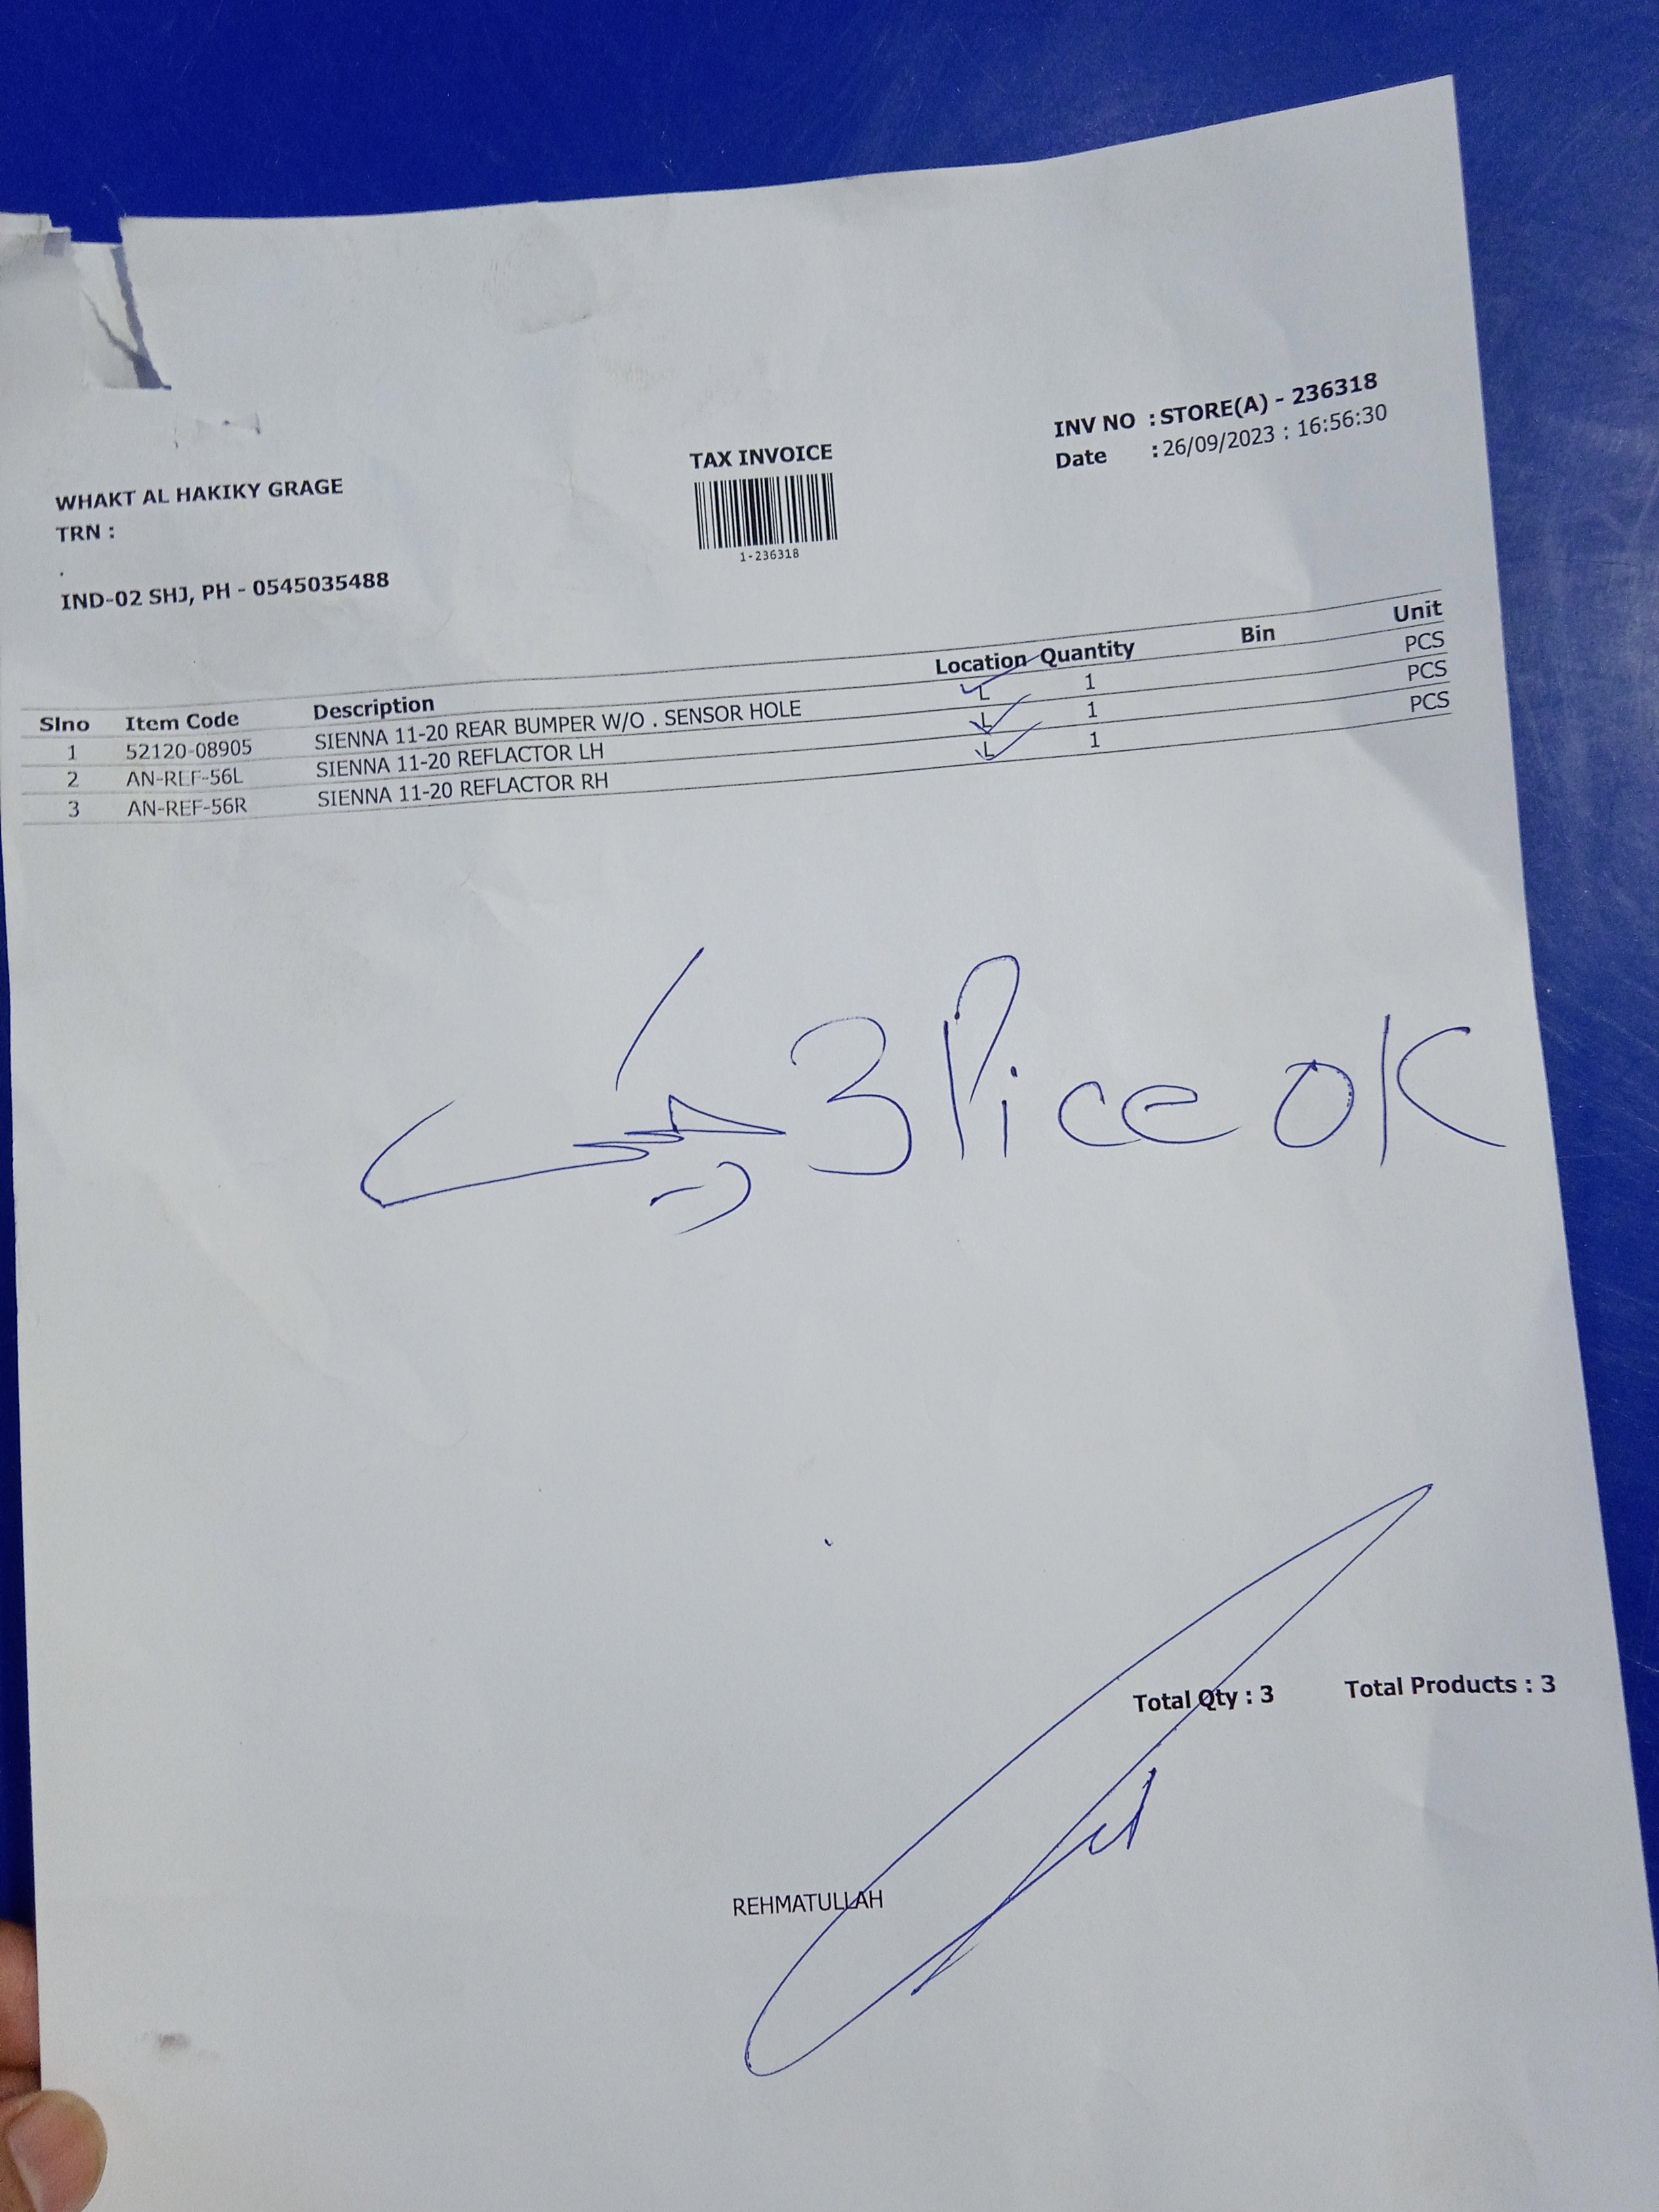 INV NO : STORE(A) - 236318
Date : 26/09/2023 : 16:56:30
TAX INVOICE
1-236318
WHAKT AL HAKIKY GRAGE
TRN :
.
IND-02 SHJ, PH - 0545035488
Slno Item Code Description Location Quantity Bin Unit
1 52120-08905 SIENNA 11-20 REAR BUMPER W/O . SENSOR HOLE L 1 PCS
2 AN-REF-56L SIENNA 11-20 REFLACTOR LH L 1 PCS
3 AN-REF-56R SIENNA 11-20 REFLACTOR RH L 1 PCS
3 Pice OK
Total Qty : 3 Total Products : 3
REHMATULLAH